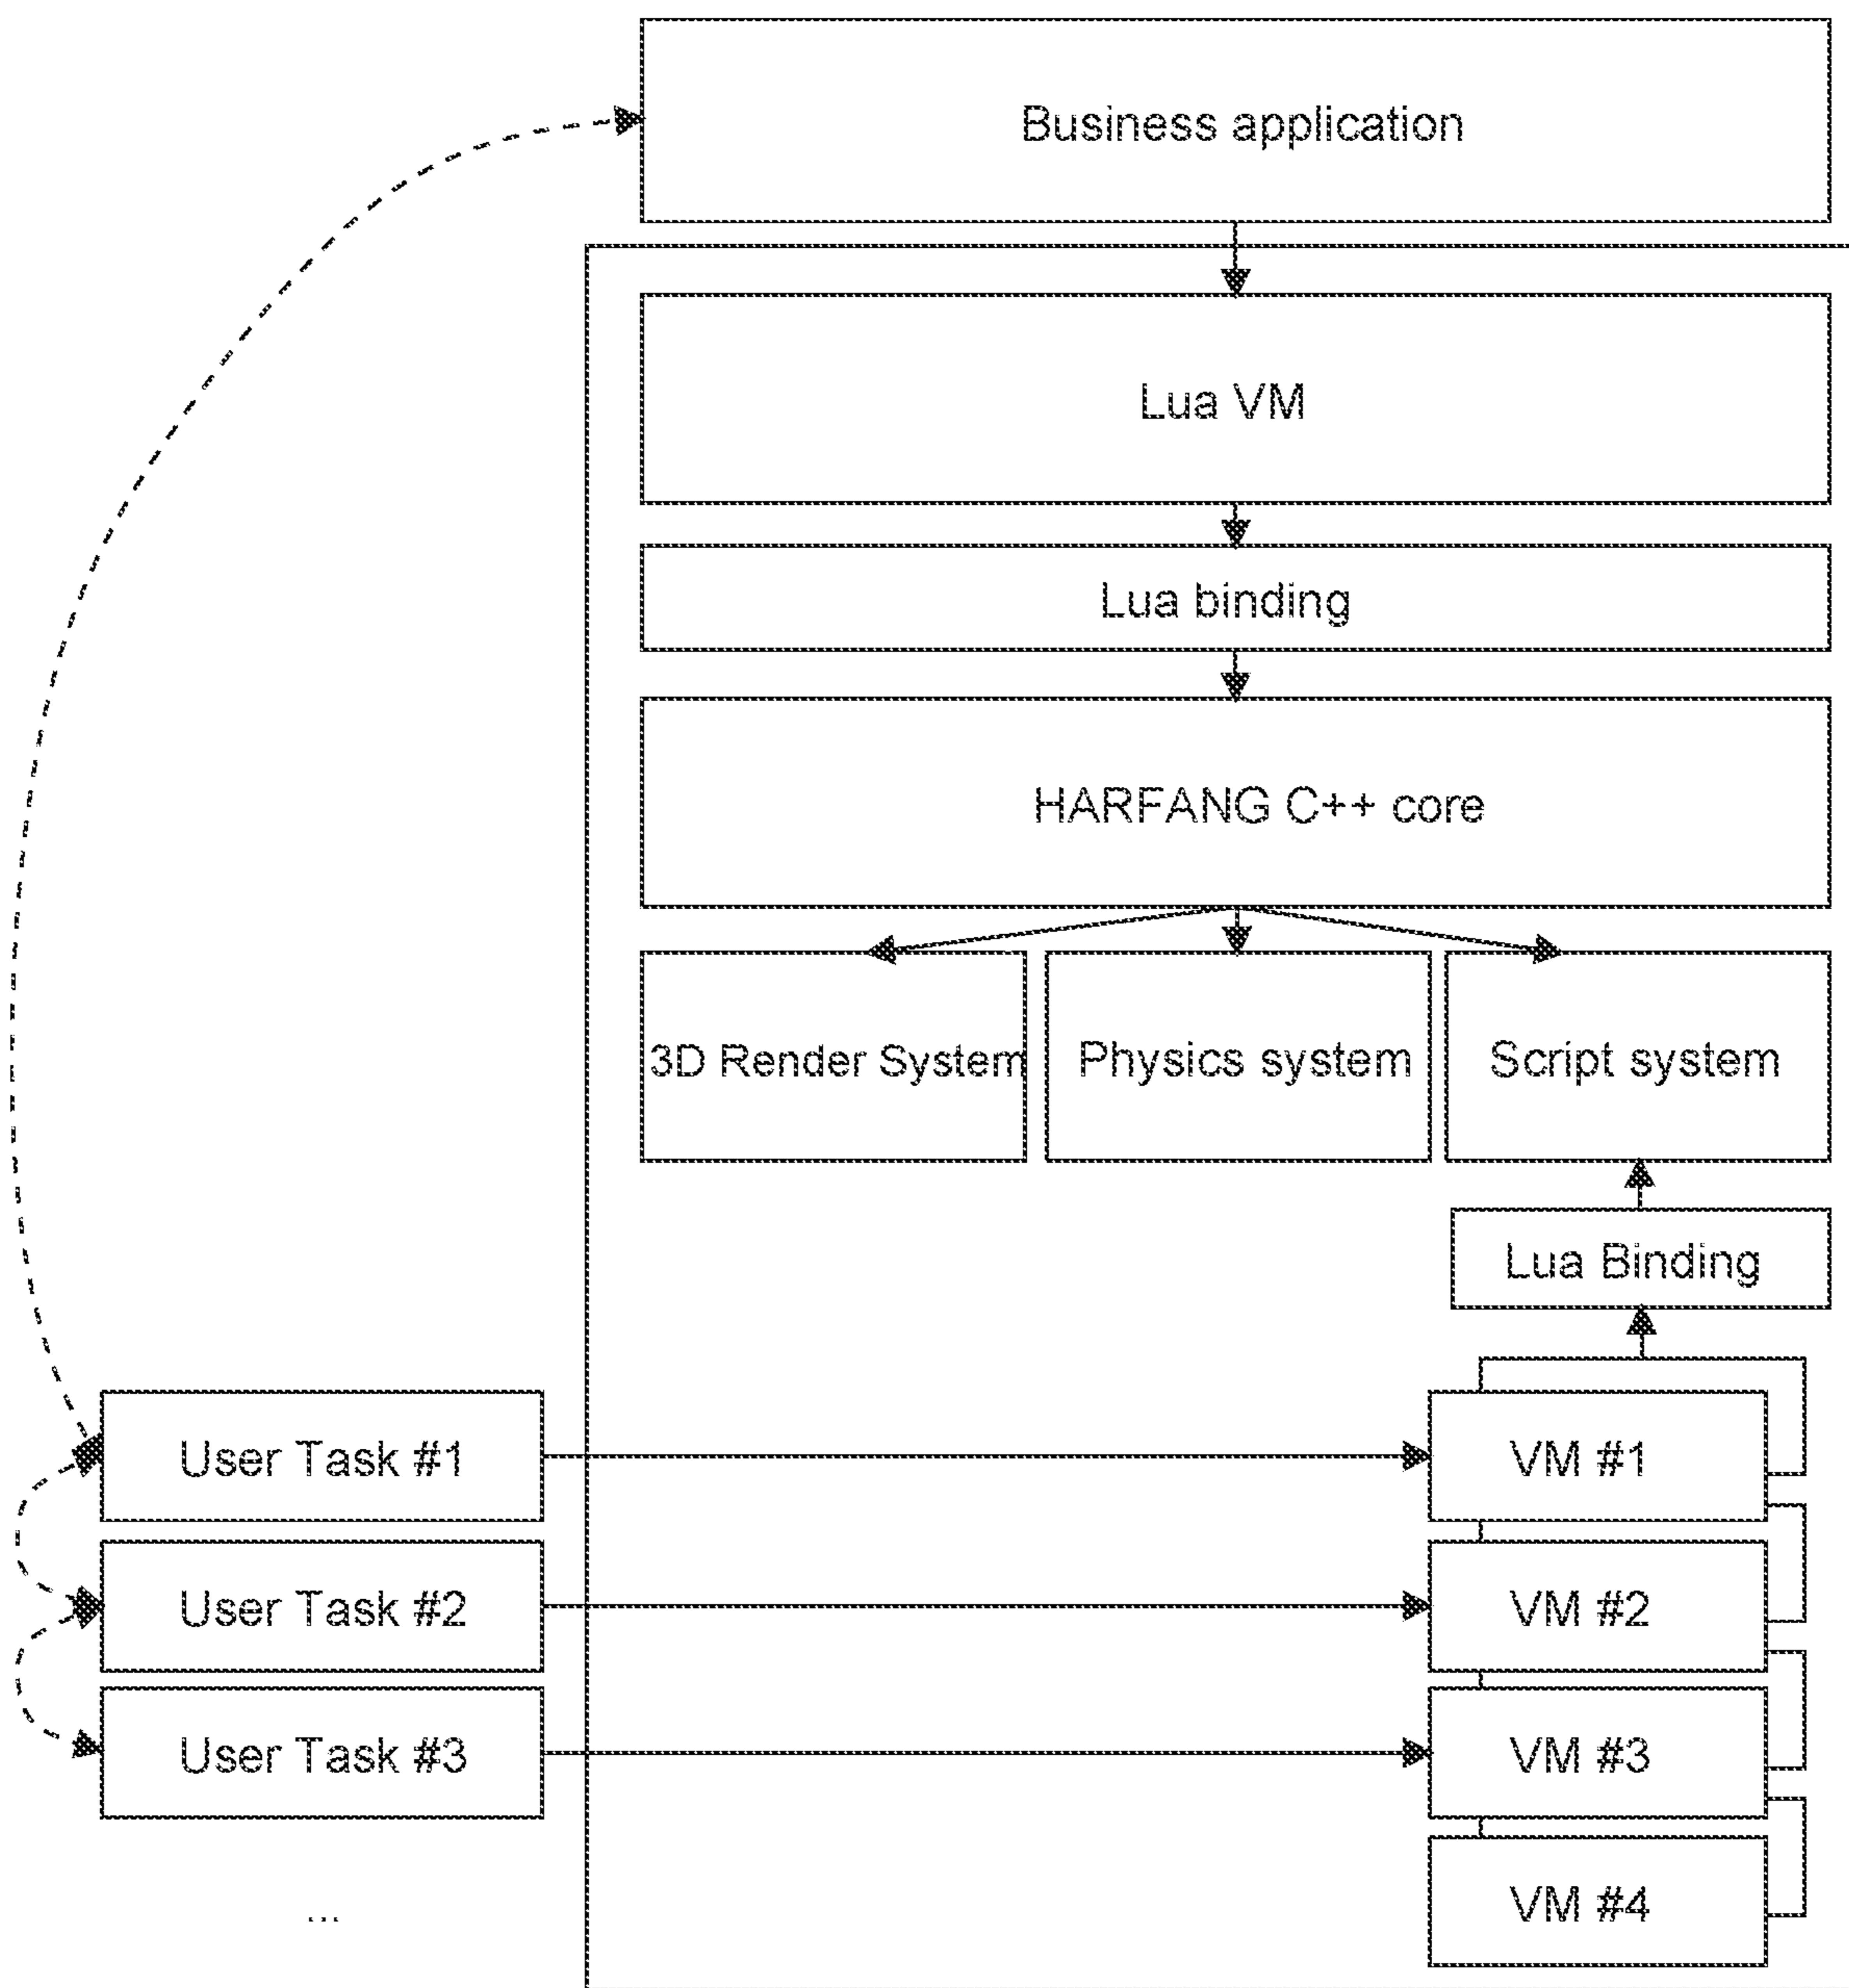 Business application
Lua VM
Lua binding
HARFANG C++ core
3D Render System
Physics system
Script system
Lua Binding
User Task #1
VM #1
User Task #2
VM #2
User Task #3
VM #3
...
VM #4